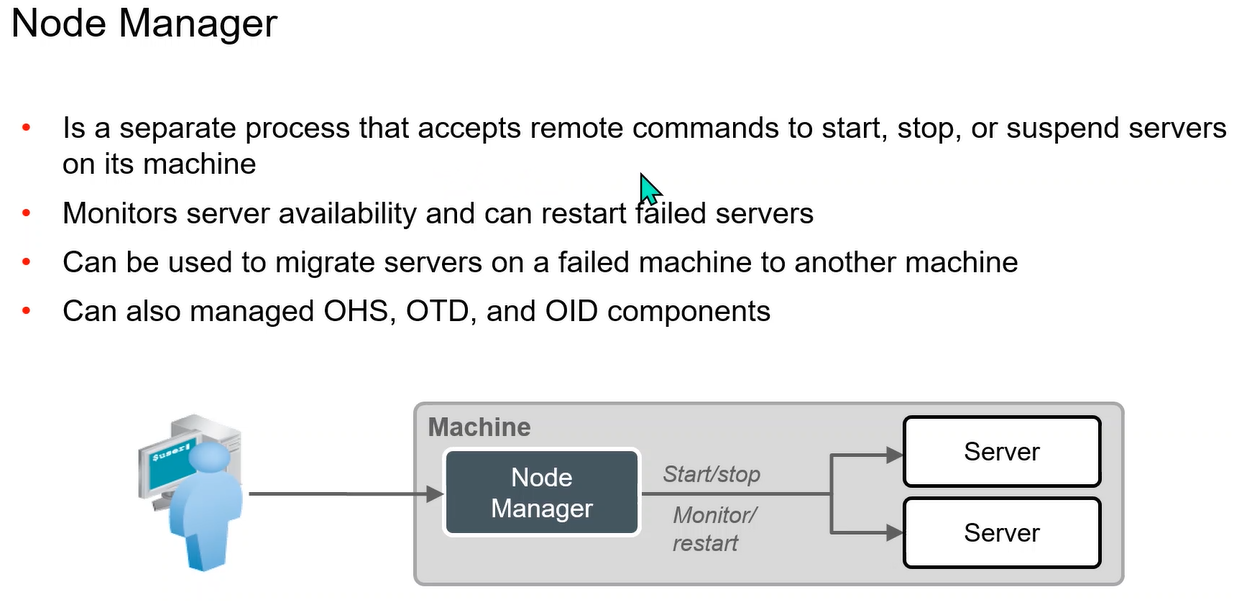 Node Manager
• Is a separate process that accepts remote commands to start, stop, or suspend servers
on its machine
• Monitors server availability and can restart failed servers
• Can be used to migrate servers on a failed machine to another machine
• Can also managed OHS, OTD, and OID components
$user:
Machine
Node
Manager
Start/stop
Monitor/
restart
Server
Server